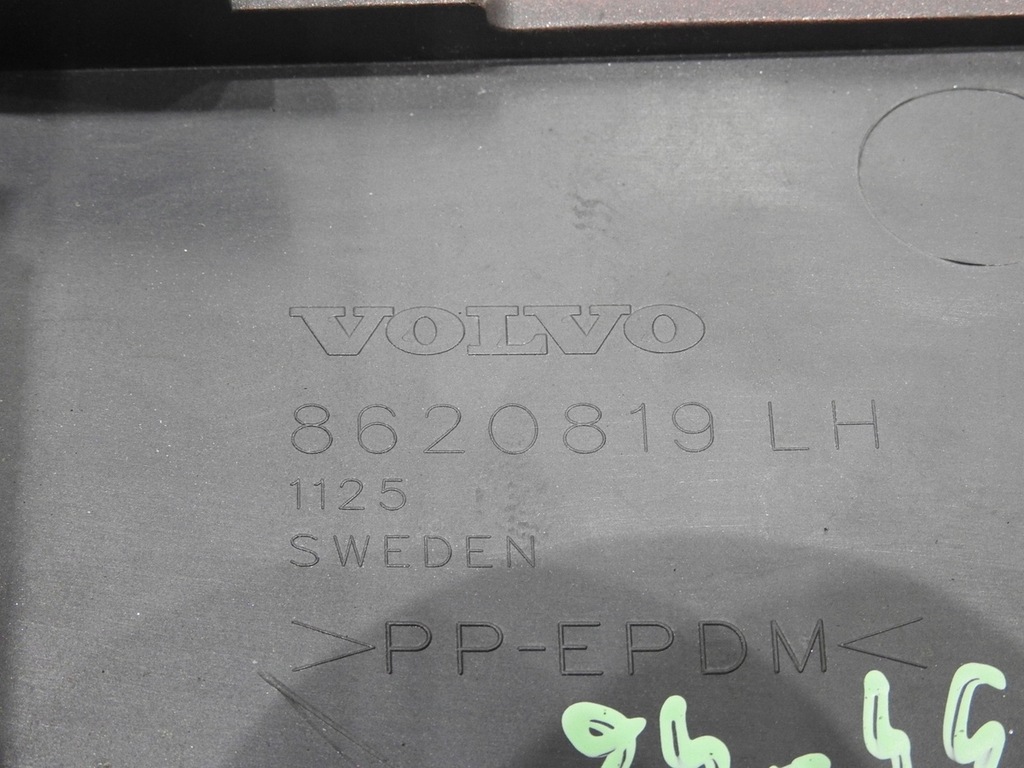 VOLVO
8620819 LH
1125
SWEDEN
>PP-EPDM<